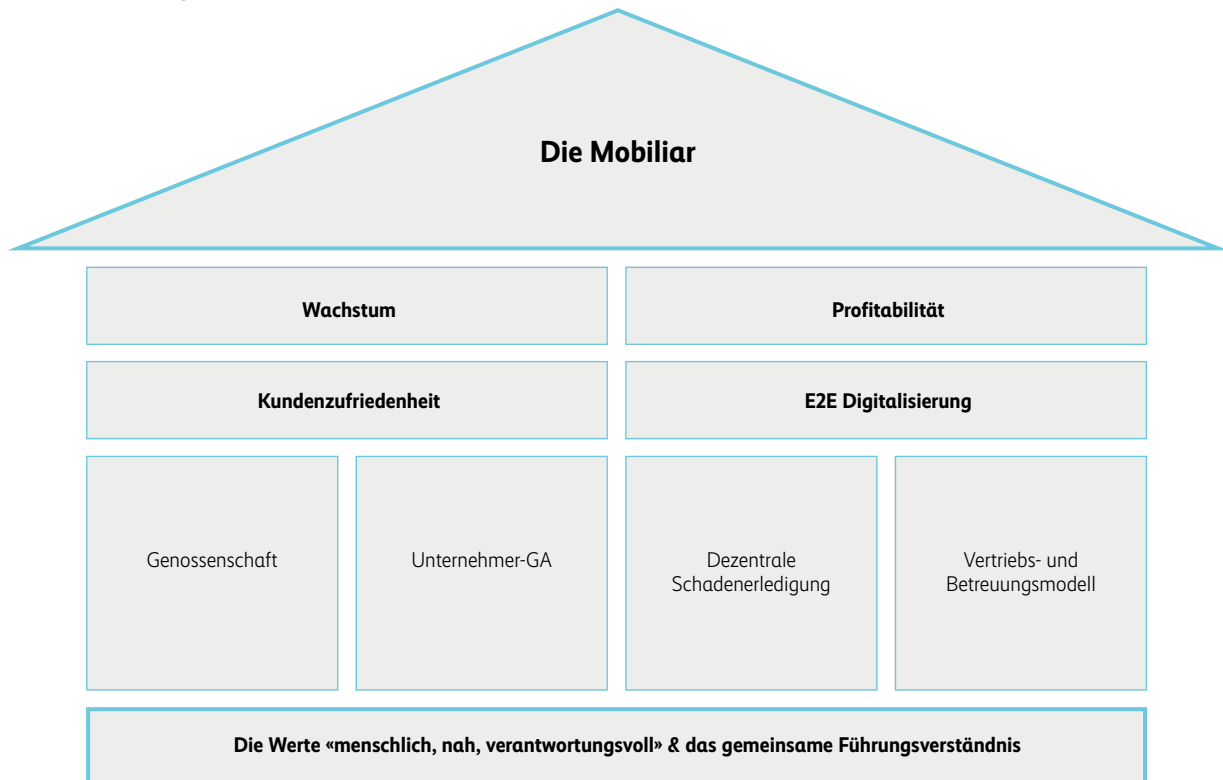 Die Mobiliar
Wachstum
Profitabilität
Kundenzufriedenheit
E2E Digitalisierung
Genossenschaft
Unternehmer-GA
Dezentrale
Schadenerledigung
Vertriebs- und
Betreuungsmodell
Die Werte «menschlich, nah, verantwortungsvoll» & das gemeinsame Führungsverständnis